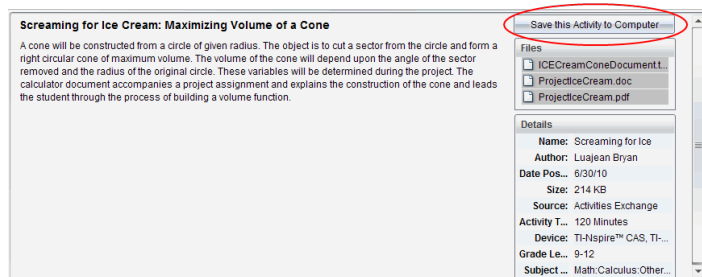 Screaming for Ice Cream: Maximizing Volume of a Cone
A cone will be constructed from a circle of given radius. The object is to cut a sector from the circle and form a
right circular cone of maximum volume. The volume of the cone will depend upon the angle of the sector
removed and the radius of the original circle. These variables will be determined during the project. The
calculator document accompanies a project assignment and explains the construction of the cone and leads
the student through the process of building a volume function.
Save this Activity to Computer
Files
ICECreamConeDocument.t...
ProjectIceCream.doc
ProjectIceCream.pdf
Details
Name: Screaming for Ice
Author: Luajean Bryan
Date Pos... 6/30/10
Size: 214 KB
Source: Activities Exchange
Activity T... 120 Minutes
Device: TI-Nspire™ CAS, TI-...
Grade Le... 9-12
Subject ... Math:Calculus:Other...